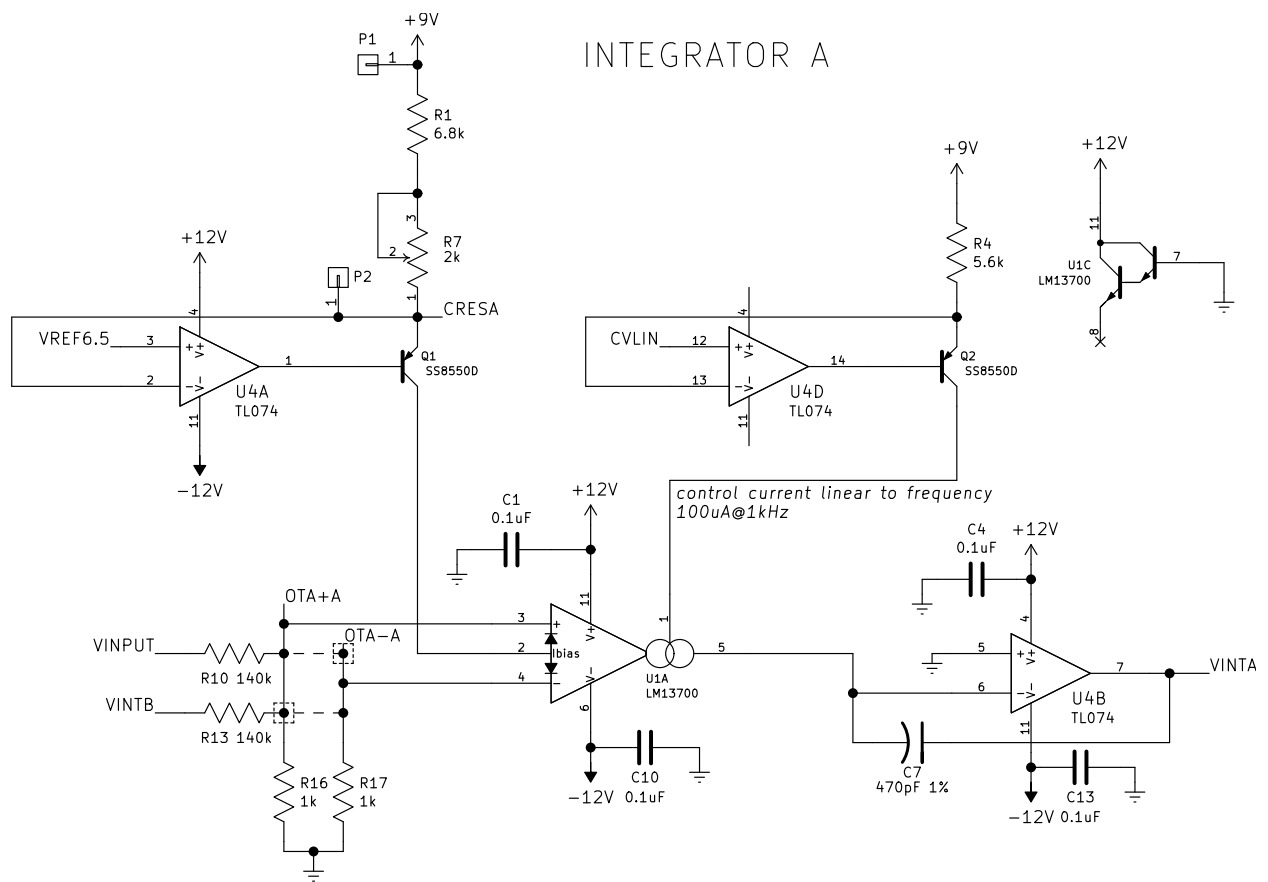 +9V
P1
1
INTEGRATOR A
R1
6.8k
+9V
+12V
3
R7
2k
2
11
R4
5.6k
U1C
LM13700
7
8
+12V
P2
1
1
CRESA
4
4
VREF6.5
3
+
V+
1
2
−
V−
Q1
SS8550D
U4A
TL074
11
-12V
CVLIN
12
+
V+
14
13
−
V−
Q2
SS8550D
U4D
TL074
11
control current linear to frequency
100uA@1kHz
+12V
C1
0.1uF
C4
0.1uF
+12V
11
1
4
OTA+A
3
+
V+
OTA−A
VINPUT
R10 140k
2
Ibias
5
4
−
V−
U1A
LM13700
6
VINTB
R13 140k
5
+
V+
7
VINTA
6
−
V−
U4B
TL074
11
R16
1k
R17
1k
C10
0.1uF
-12V
C7
470pF 1%
C13
0.1uF
-12V